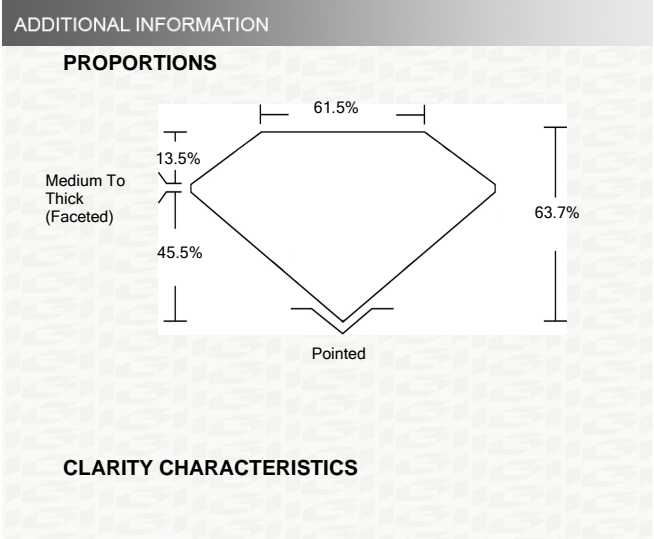 ADDITIONAL INFORMATION
PROPORTIONS
61.5%
13.5%
Medium To
Thick
(Faceted)
63.7%
45.5%
Pointed
CLARITY CHARACTERISTICS